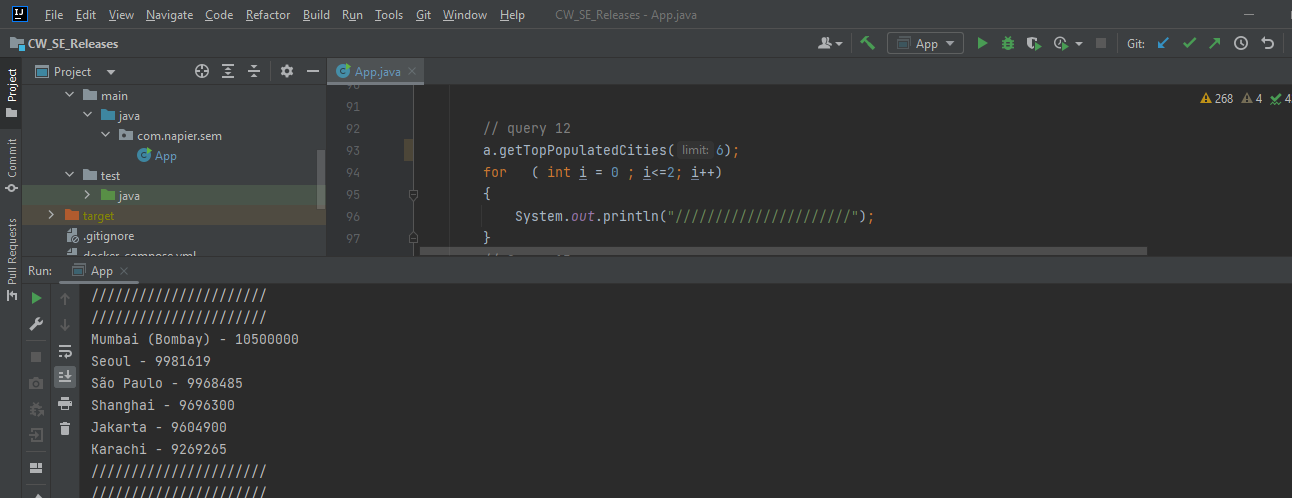 File Edit View Navigate Code Refactor Build Run Tools Git Window Help CW_SE_Releases - App.java
CW_SE_Releases App Git:
Project App.java
Project
Commit
Pull Requests
main
java
com.napier.sem
App
test
java
target
.gitignore
docker-compose.yml
268 4 4
91
92 // query 12
93 a.getTopPopulatedCities( limit: 6);
94 for ( int i = 0 ; i<=2; i++)
95 {
96 System.out.println("//////////////////////");
97 }
Run: App
//////////////////////
//////////////////////
Mumbai (Bombay) - 10500000
Seoul - 9981619
São Paulo - 9968485
Shanghai - 9696300
Jakarta - 9604900
Karachi - 9269265
//////////////////////
//////////////////////